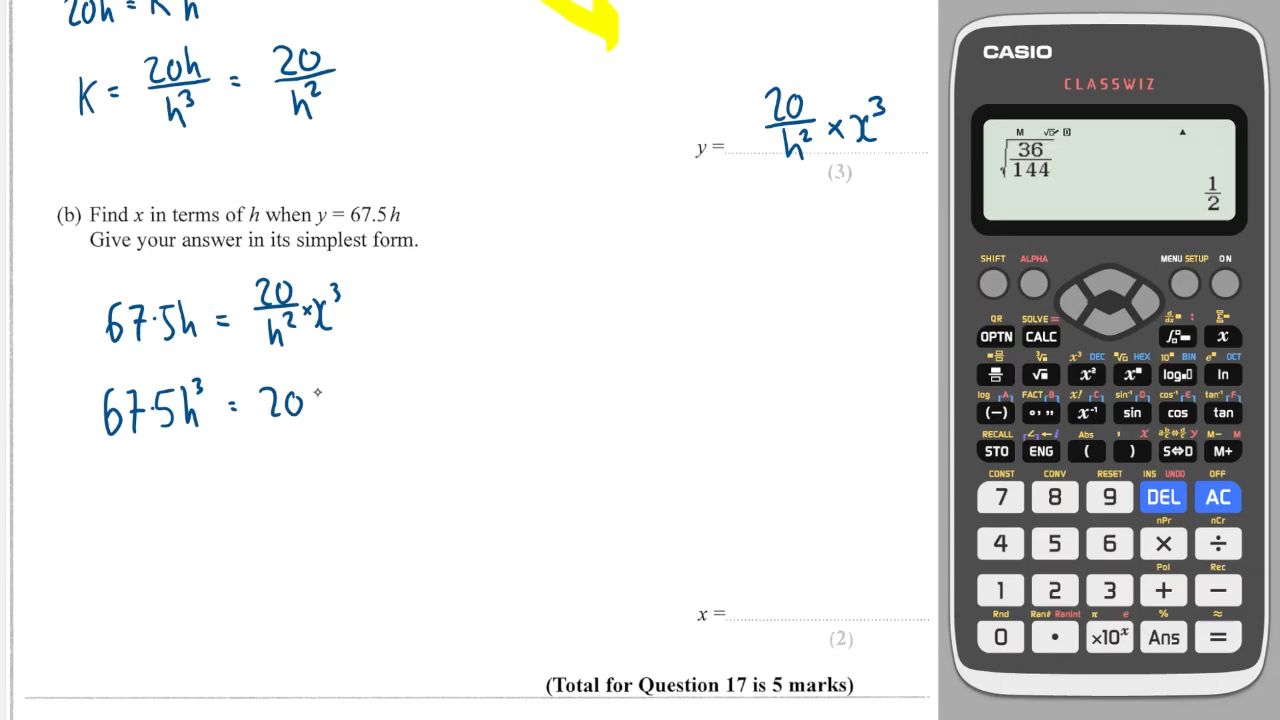 20h = K h
K = 20h/h³ = 20/h²
y = 20/h² × x³
(3)
(b) Find x in terms of h when y = 67.5h
Give your answer in its simplest form.
67.5h = 20/h² × x³
67.5h³ = 20
x =
(2)
(Total for Question 17 is 5 marks)
CASIO
CLASSWIZ
M √▢/ D ▲
√36/144
1/2
SHIFT ALPHA MENU SETUP ON
QR SOLVE = d/dx :
OPTN CALC ∫ x
∛ x³ DEC HEX 10 BIN e OCT
√ x² x log ln
log A FACT B x! C sin⁻¹ D cos⁻¹ E tan⁻¹ F
(−) x⁻¹ sin cos tan
RECALL ∠ ← i Abs , x y M− M
STO ENG ( ) S⇔D M+
CONST CONV RESET INS UNDO OFF
7 8 9 DEL AC
nPr nCr
4 5 6 × ÷
Pol Rec
1 2 3 + −
Rnd Ran# RanInt π e % ≈
0 . ×10ˣ Ans =